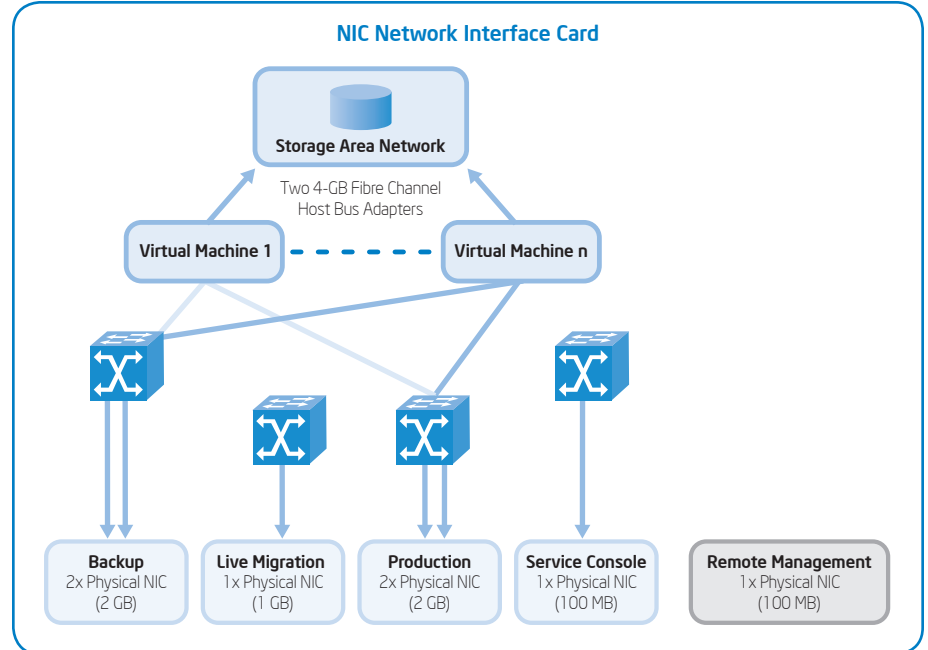 NIC Network Interface Card
Storage Area Network
Two 4-GB Fibre Channel
Host Bus Adapters
Virtual Machine 1
Virtual Machine n
Backup
2x Physical NIC
(2 GB)
Live Migration
1x Physical NIC
(1 GB)
Production
2x Physical NIC
(2 GB)
Service Console
1x Physical NIC
(100 MB)
Remote Management
1x Physical NIC
(100 MB)